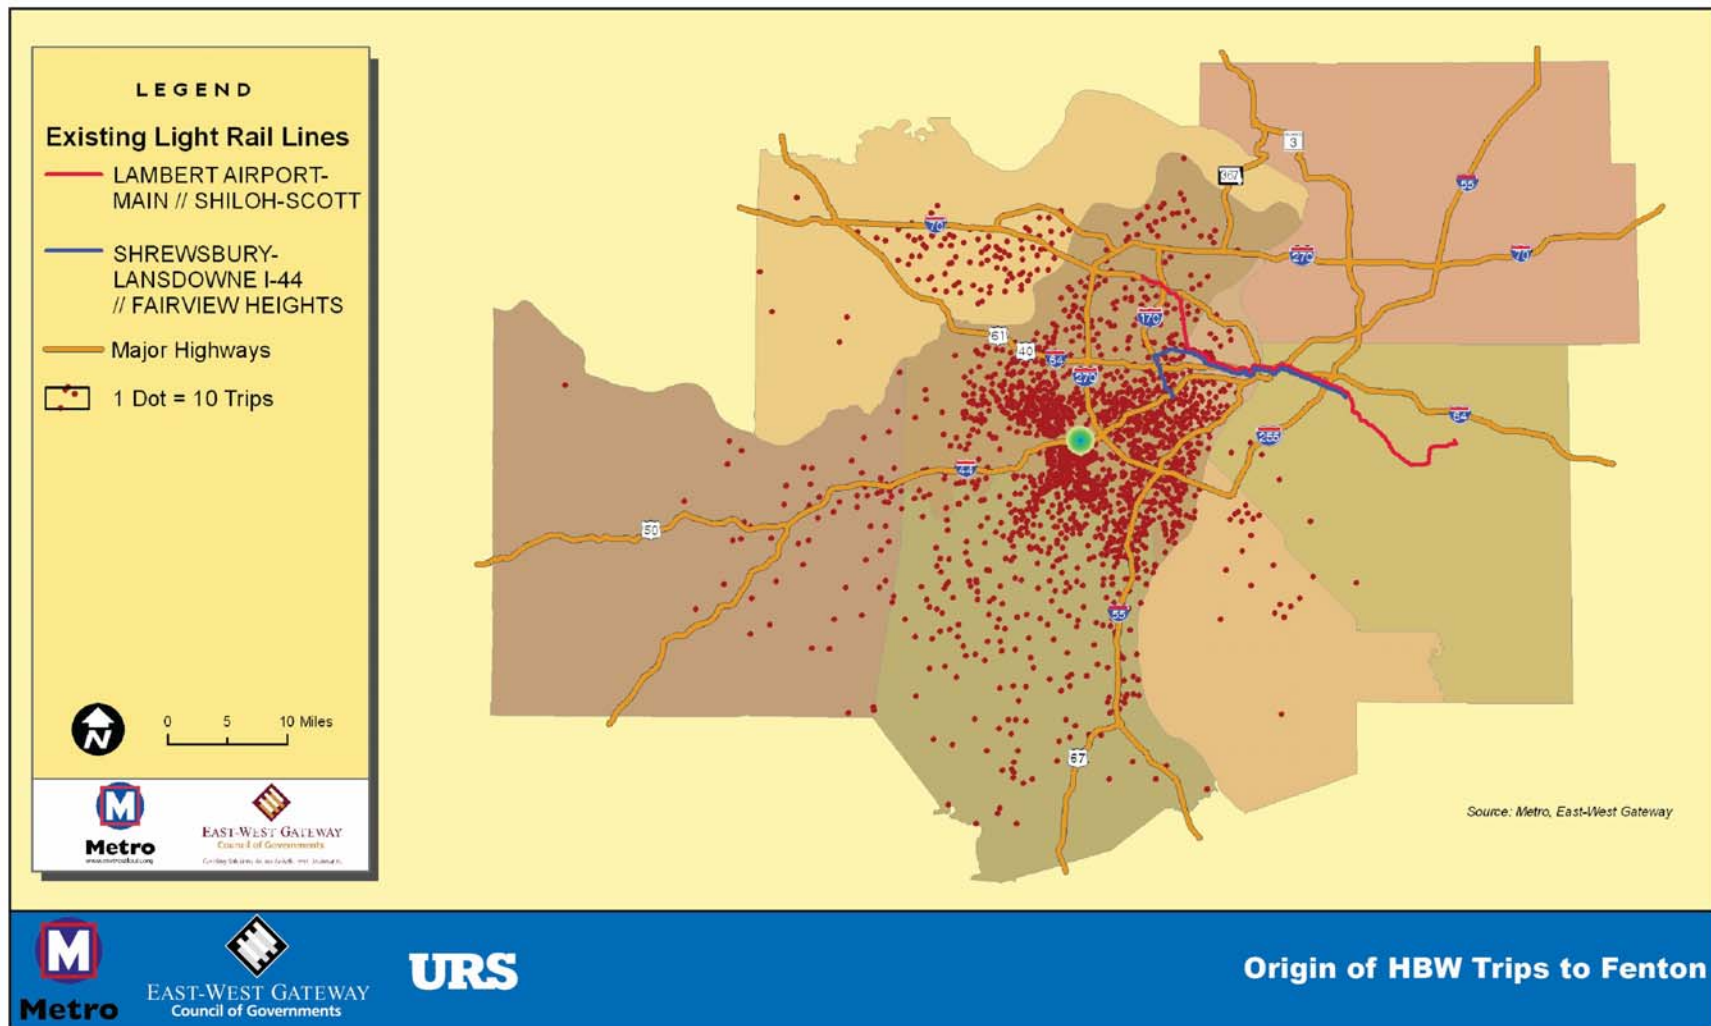 LEGEND
Existing Light Rail Lines
LAMBERT AIRPORT-
MAIN // SHILOH-SCOTT
SHREWSBURY-
LANSDOWNE I-44
// FAIRVIEW HEIGHTS
Major Highways
1 Dot = 10 Trips
N
0 5 10 Miles
M
Metro
EAST-WEST GATEWAY
Council of Governments
3
367
55
70
270
70
170
61
40
64
270
64
255
44
50
55
67
Source: Metro, East-West Gateway
M
Metro
EAST-WEST GATEWAY
Council of Governments
URS
Origin of HBW Trips to Fenton